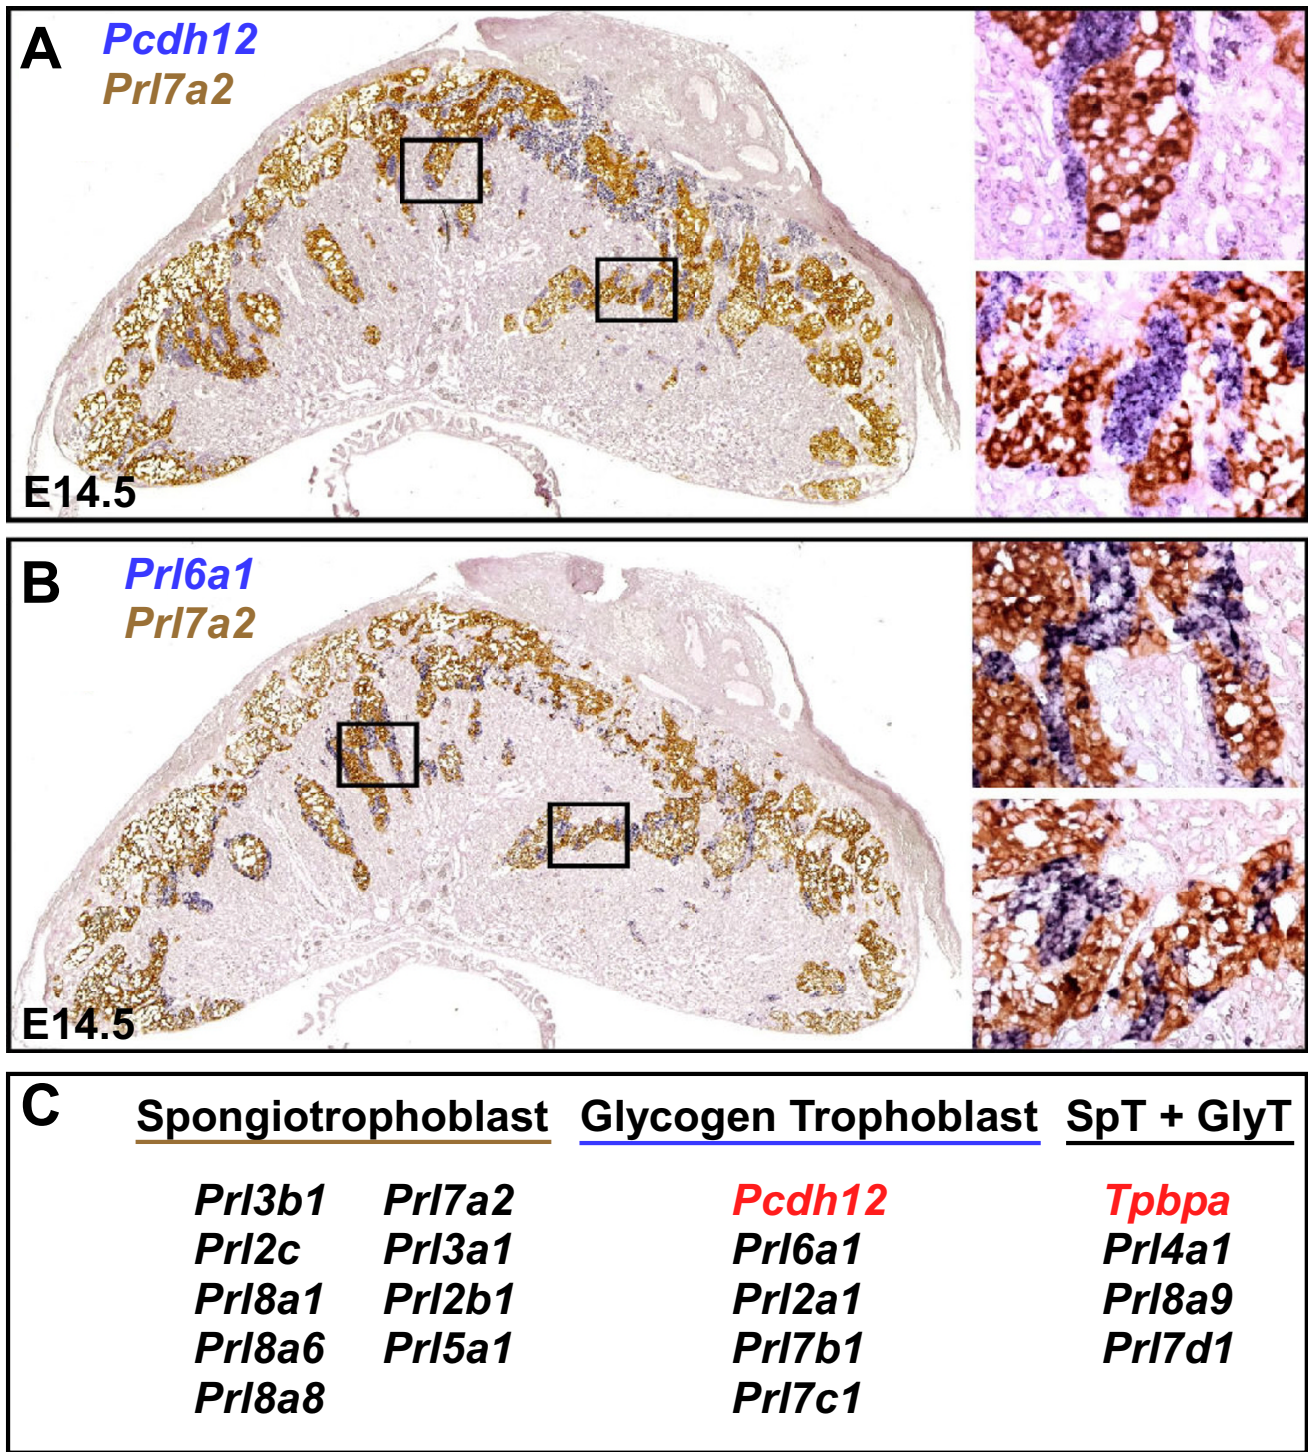 A
Pcdh12
Prl7a2
E14.5
B
Prl6a1
Prl7a2
E14.5
C
Spongiotrophoblast Glycogen Trophoblast SpT + GlyT
Prl3b1 Prl7a2 Pcdh12 Tpbpa
Prl2c Prl3a1 Prl6a1 Prl4a1
Prl8a1 Prl2b1 Prl2a1 Prl8a9
Prl8a6 Prl5a1 Prl7b1 Prl7d1
Prl8a8 Prl7c1